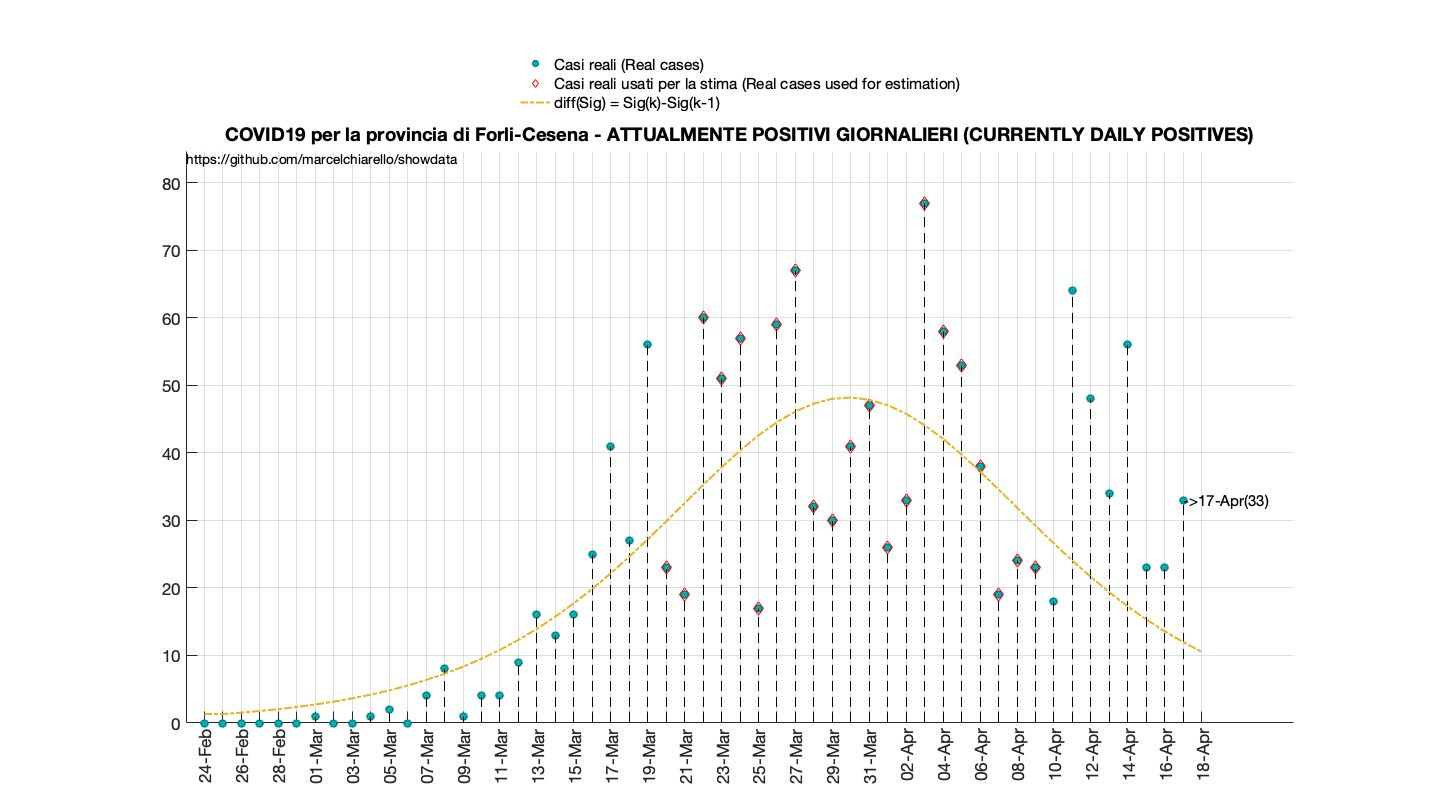 Casi reali (Real cases)
Casi reali usati per la stima (Real cases used for estimation)
diff(Sig) = Sig(k)-Sig(k-1)
COVID19 per la provincia di Forli-Cesena - ATTUALMENTE POSITIVI GIORNALIERI (CURRENTLY DAILY POSITIVES)
https://github.com/marcelchiarello/showdata
80
70
60
50
40
30
20
10
0
->17-Apr(33)
24-Feb
26-Feb
28-Feb
01-Mar
03-Mar
05-Mar
07-Mar
09-Mar
11-Mar
13-Mar
15-Mar
17-Mar
19-Mar
21-Mar
23-Mar
25-Mar
27-Mar
29-Mar
31-Mar
02-Apr
04-Apr
06-Apr
08-Apr
10-Apr
12-Apr
14-Apr
16-Apr
18-Apr